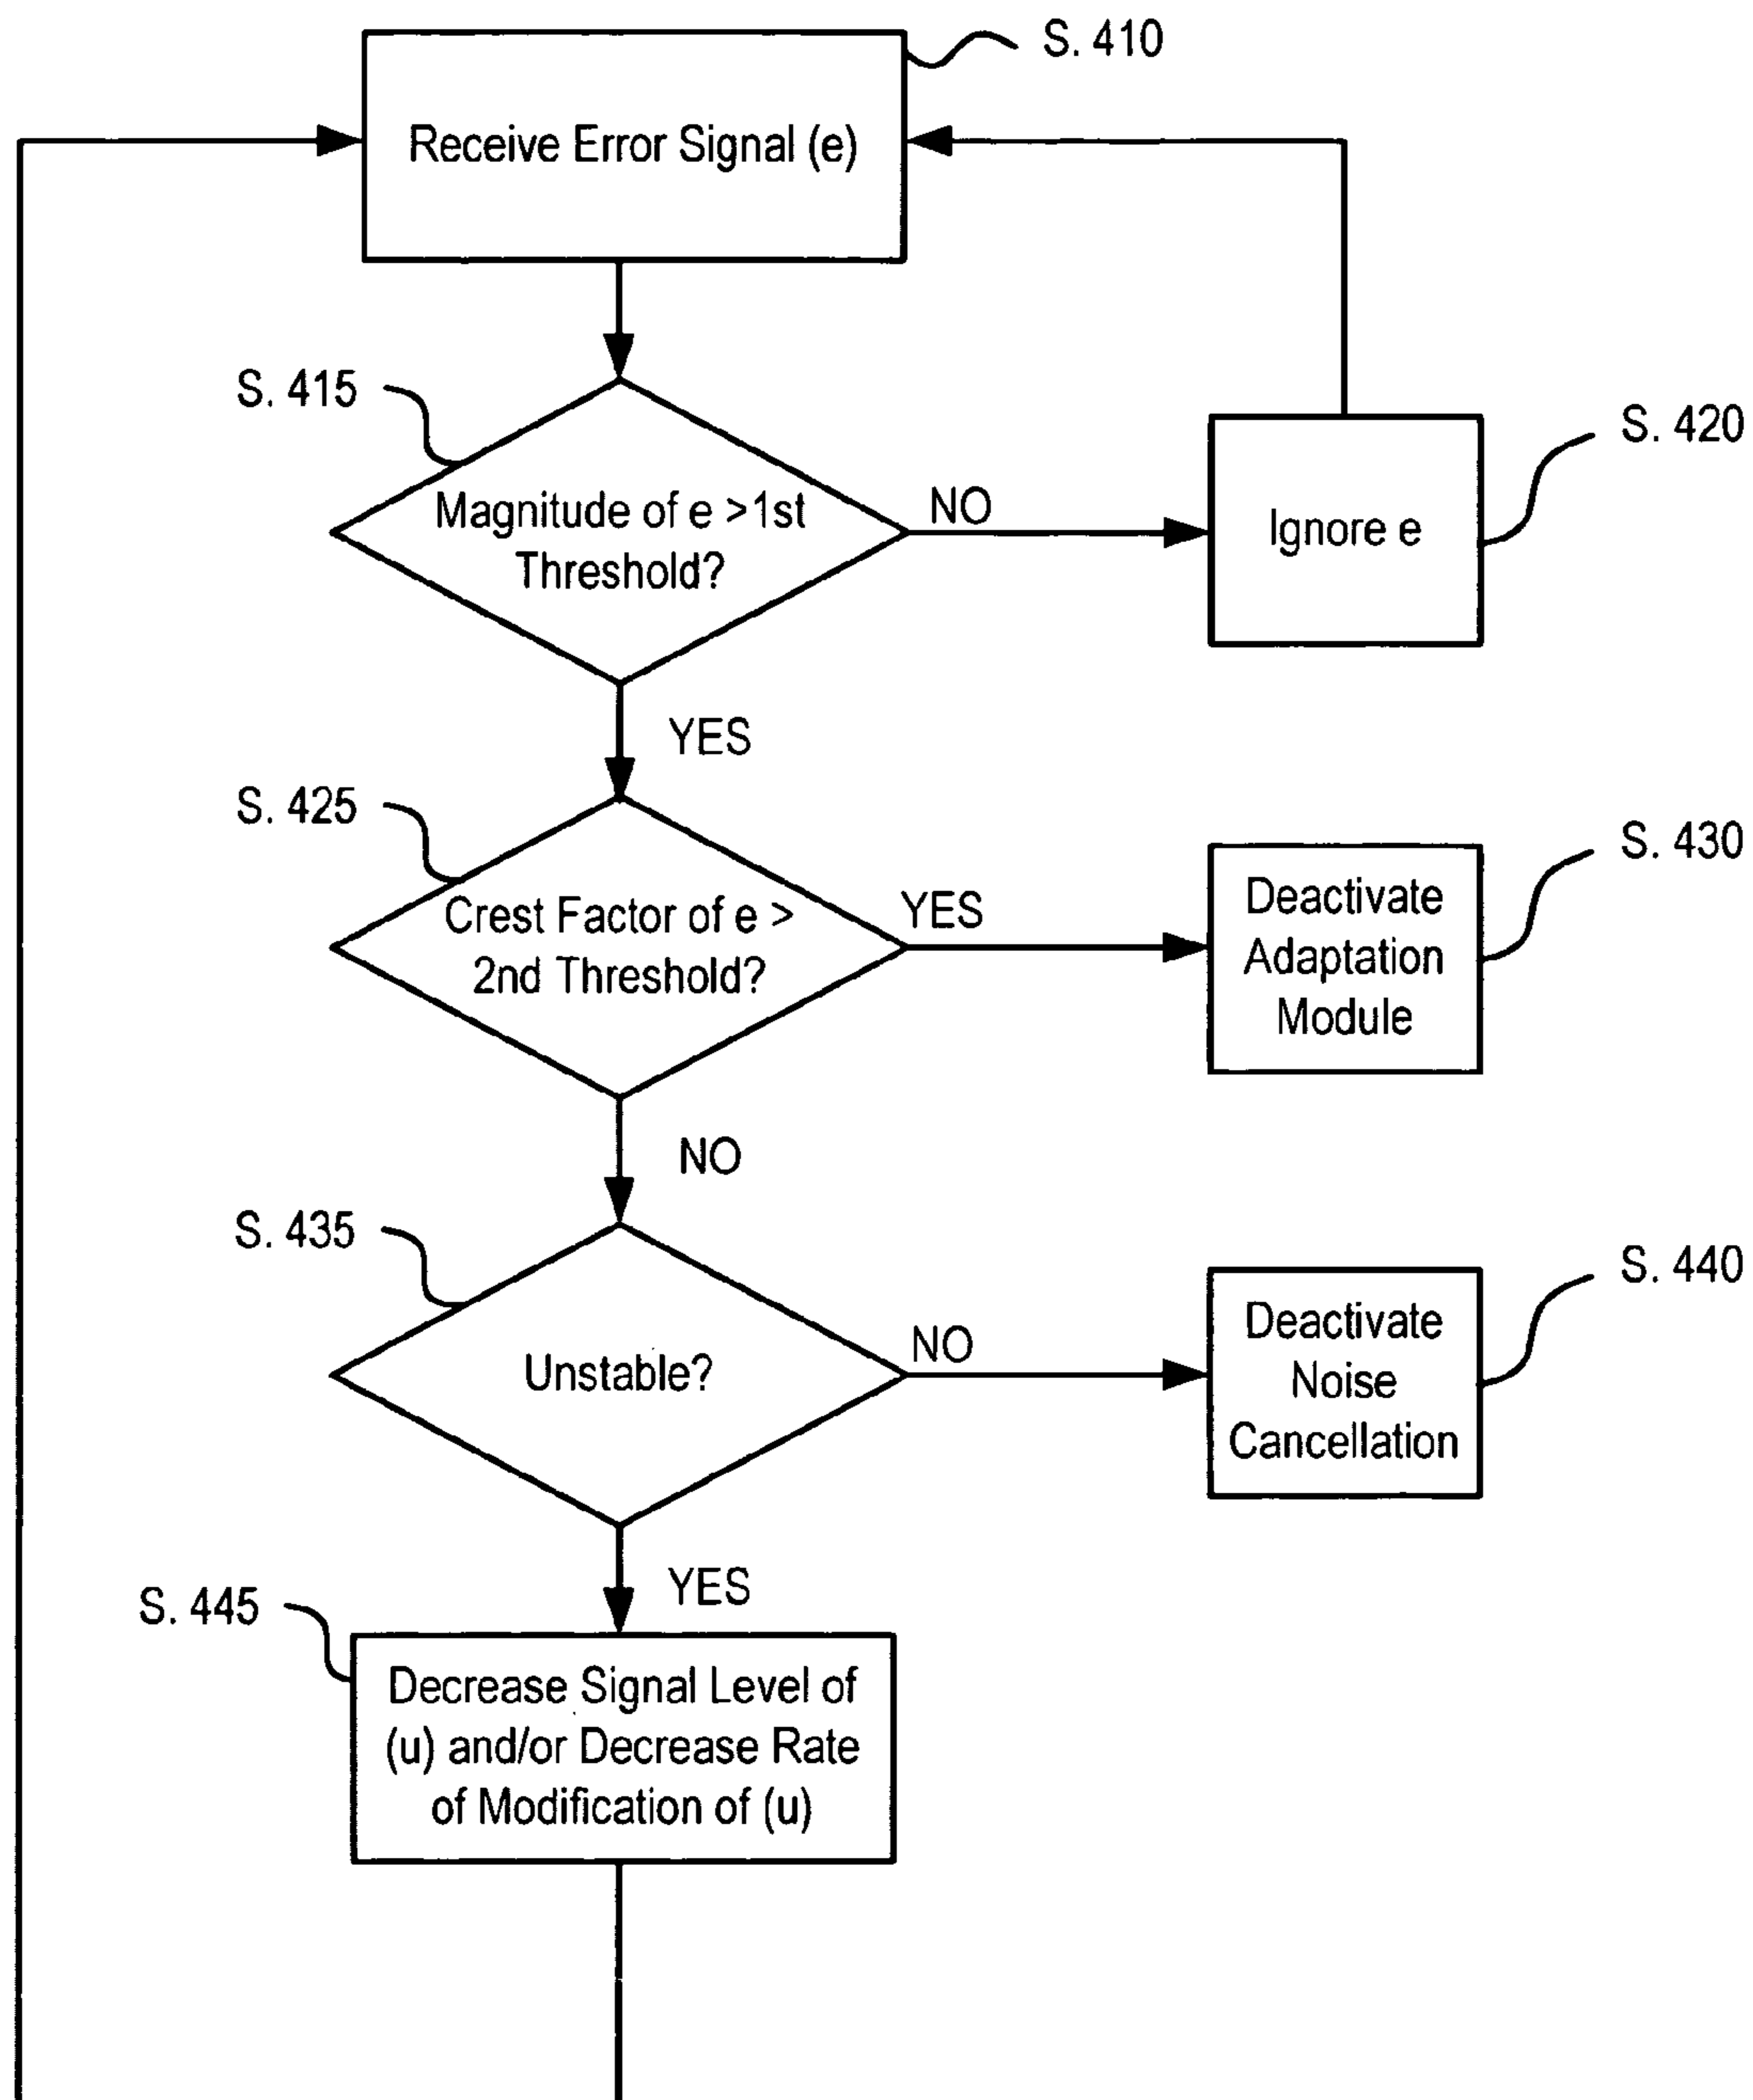 S. 410
Receive Error Signal (e)
S. 415
Magnitude of e >1st
Threshold?
NO
S. 420
Ignore e
YES
S. 425
Crest Factor of e >
2nd Threshold?
YES
S. 430
Deactivate
Adaptation
Module
NO
S. 435
Unstable?
NO
S. 440
Deactivate
Noise
Cancellation
YES
S. 445
Decrease Signal Level of
(u) and/or Decrease Rate
of Modification of (u)